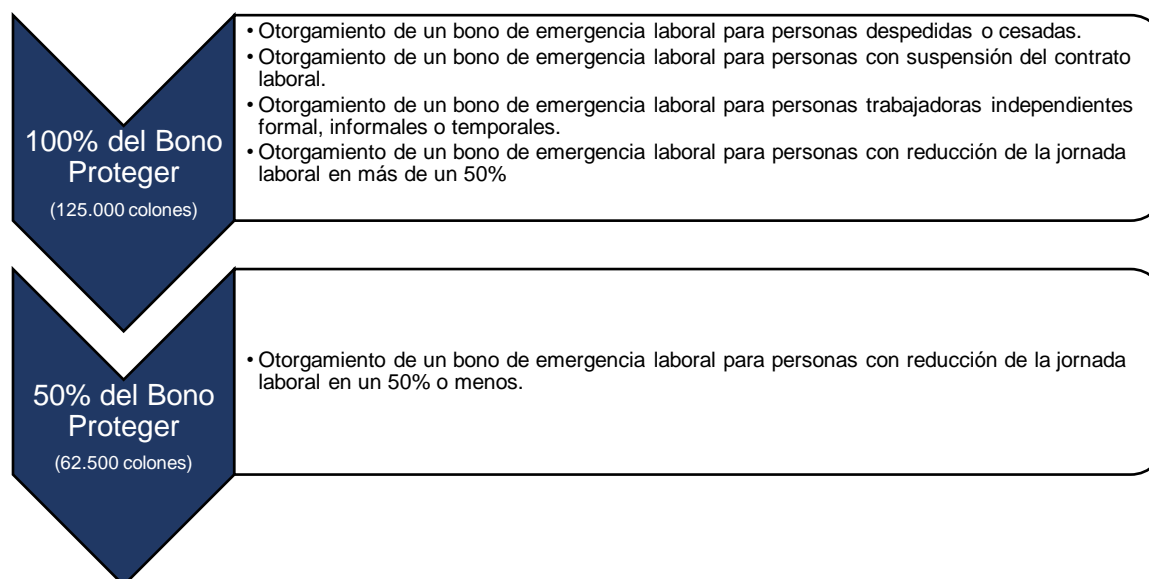 100% del Bono
Proteger
(125.000 colones)
• Otorgamiento de un bono de emergencia laboral para personas despedidas o cesadas.
• Otorgamiento de un bono de emergencia laboral para personas con suspensión del contrato
laboral.
• Otorgamiento de un bono de emergencia laboral para personas trabajadoras independientes
formal, informales o temporales.
• Otorgamiento de un bono de emergencia laboral para personas con reducción de la jornada
laboral en más de un 50%
50% del Bono
Proteger
(62.500 colones)
• Otorgamiento de un bono de emergencia laboral para personas con reducción de la jornada
laboral en un 50% o menos.